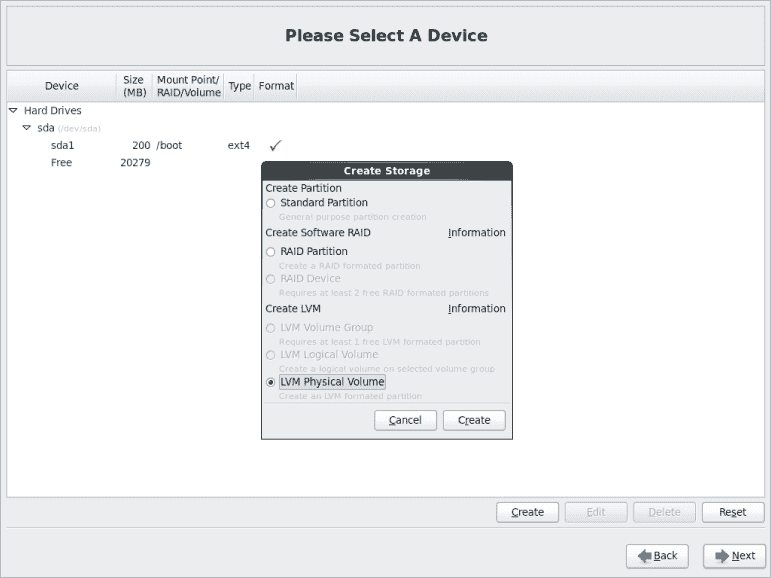 Please Select A Device
Device
Size (MB)
Mount Point/ RAID/Volume
Type
Format
Hard Drives
sda (/dev/sda)
sda1 200 /boot ext4
Free 20279
Create Storage
Create Partition
Standard Partition
General purpose partition creation
Create Software RAID Information
RAID Partition
Create a RAID formated partition
RAID Device
Requires at least 2 free RAID formated partitions
Create LVM Information
LVM Volume Group
Requires at least 1 free LVM formated partition
LVM Logical Volume
Create a logical volume on selected volume group
LVM Physical Volume
Create an LVM formated partition
Cancel Create
Create Edit Delete Reset
Back Next